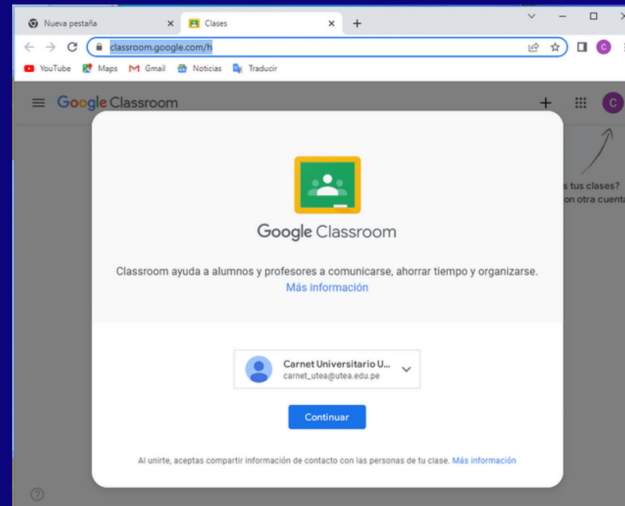 Nueva pestaña
Clases
classroom.google.com/h
YouTube Maps Gmail Noticias Traducir
Google Classroom
C
s tus clases?
on otra cuenta
Google Classroom
Classroom ayuda a alumnos y profesores a comunicarse, ahorrar tiempo y organizarse.
Más información
Carnet Universitario U...
carnet_utea@utea.edu.pe
Continuar
Al unirte, aceptas compartir información de contacto con las personas de tu clase. Más información